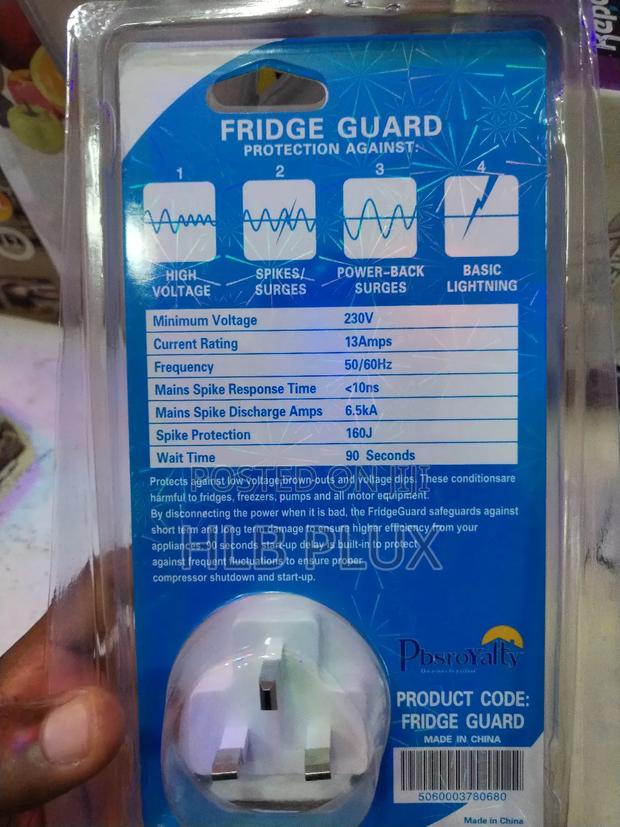 FRIDGE GUARD
PROTECTION AGAINST:
1 2 3 4
HIGH VOLTAGE
SPIKES/ SURGES
POWER-BACK SURGES
BASIC LIGHTNING
Minimum Voltage 230V
Current Rating 13Amps
Frequency 50/60Hz
Mains Spike Response Time <10ns
Mains Spike Discharge Amps 6.5kA
Spike Protection 160J
Wait Time 90 Seconds
Protects against low voltage,brown-outs and voltage dips. These conditionsare
harmful to fridges, freezers, pumps and all motor equipment.
By disconnecting the power when it is bad, the FridgeGuard safeguards against
short term and long term damage to ensure higher efficiency from your
appliances. 90 seconds start-up delay is built-in to protect
against frequent fluctuations to ensure proper
compressor shutdown and start-up.
POSTED ON
HLB PLUX
Pbsroyalty
PRODUCT CODE:
FRIDGE GUARD
MADE IN CHINA
5060003780680
Made in China